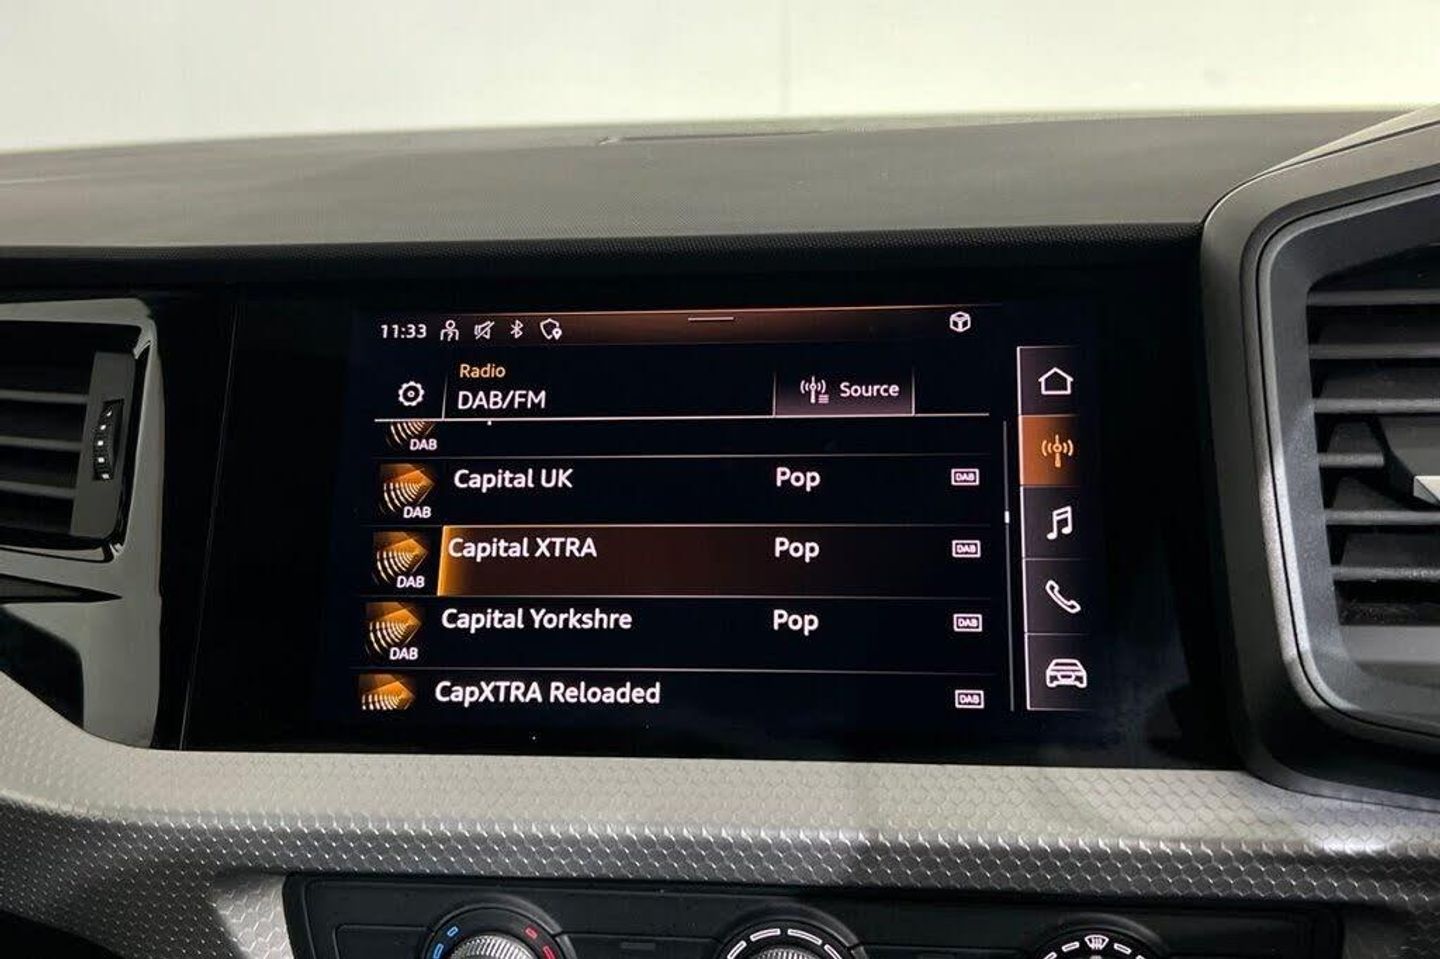 11:33
Radio
DAB/FM
Source
DAB
Capital UK Pop DAB
DAB
Capital XTRA Pop DAB
DAB
Capital Yorkshre Pop DAB
DAB
CapXTRA Reloaded DAB